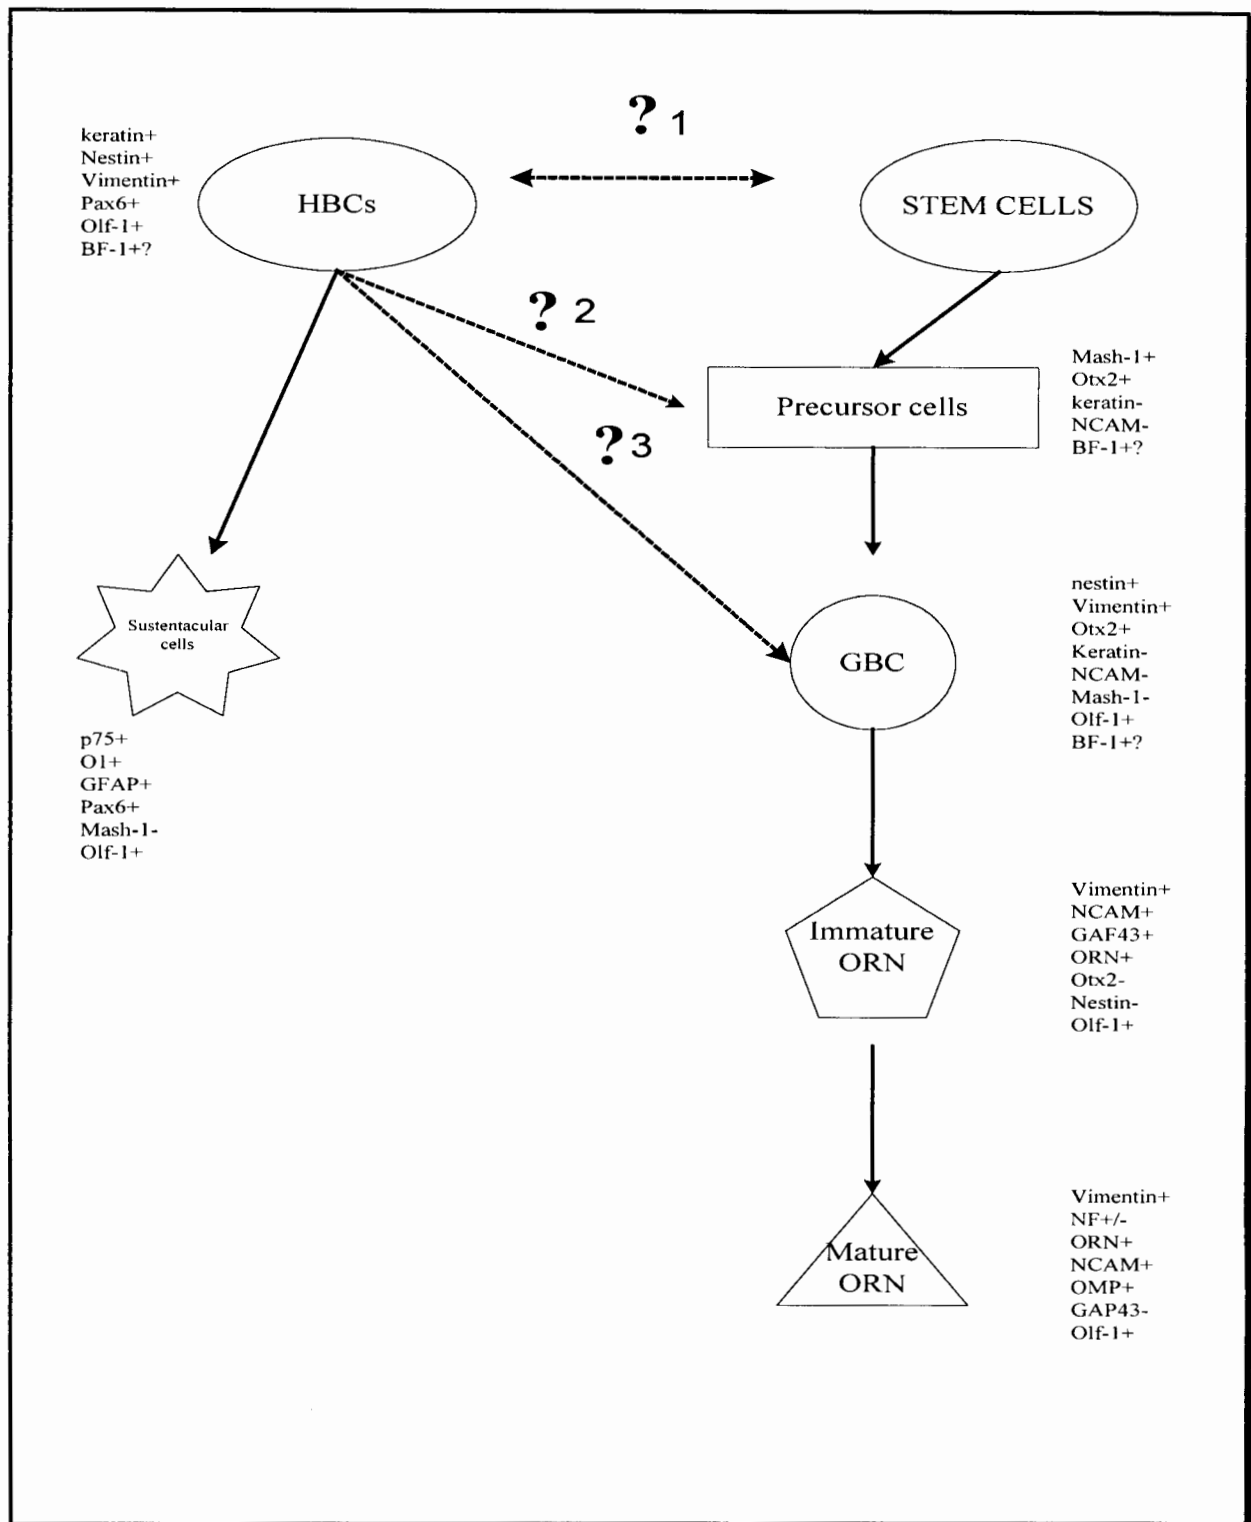 ? 1
keratin+
Nestin+
Vimentin+
Pax6+
Olf-1+
BF-1+?
HBCs
STEM CELLS
? 2
Precursor cells
Mash-1+
Otx2+
keratin-
NCAM-
BF-1+?
?3
Sustentacular
cells
p75+
O1+
GFAP+
Pax6+
Mash-1-
Olf-1+
GBC
nestin+
Vimentin+
Otx2+
Keratin-
NCAM-
Mash-1-
Olf-1+
BF-1+?
Immature
ORN
Vimentin+
NCAM+
GAF43+
ORN+
Otx2-
Nestin-
Olf-1+
Mature
ORN
Vimentin+
NF+/-
ORN+
NCAM+
OMP+
GAP43-
Olf-1+